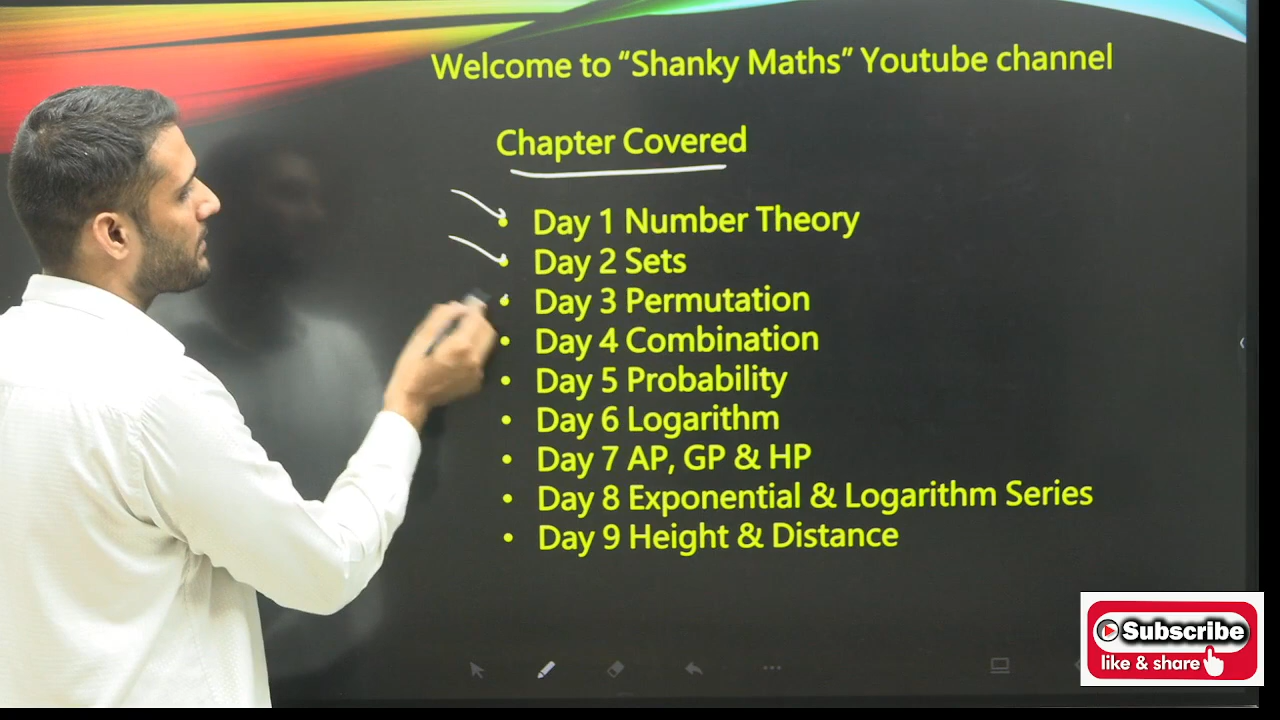 Welcome to “Shanky Maths” Youtube channel
Chapter Covered
• Day 1 Number Theory
• Day 2 Sets
• Day 3 Permutation
• Day 4 Combination
• Day 5 Probability
• Day 6 Logarithm
• Day 7 AP, GP & HP
• Day 8 Exponential & Logarithm Series
• Day 9 Height & Distance
Subscribe
like & share